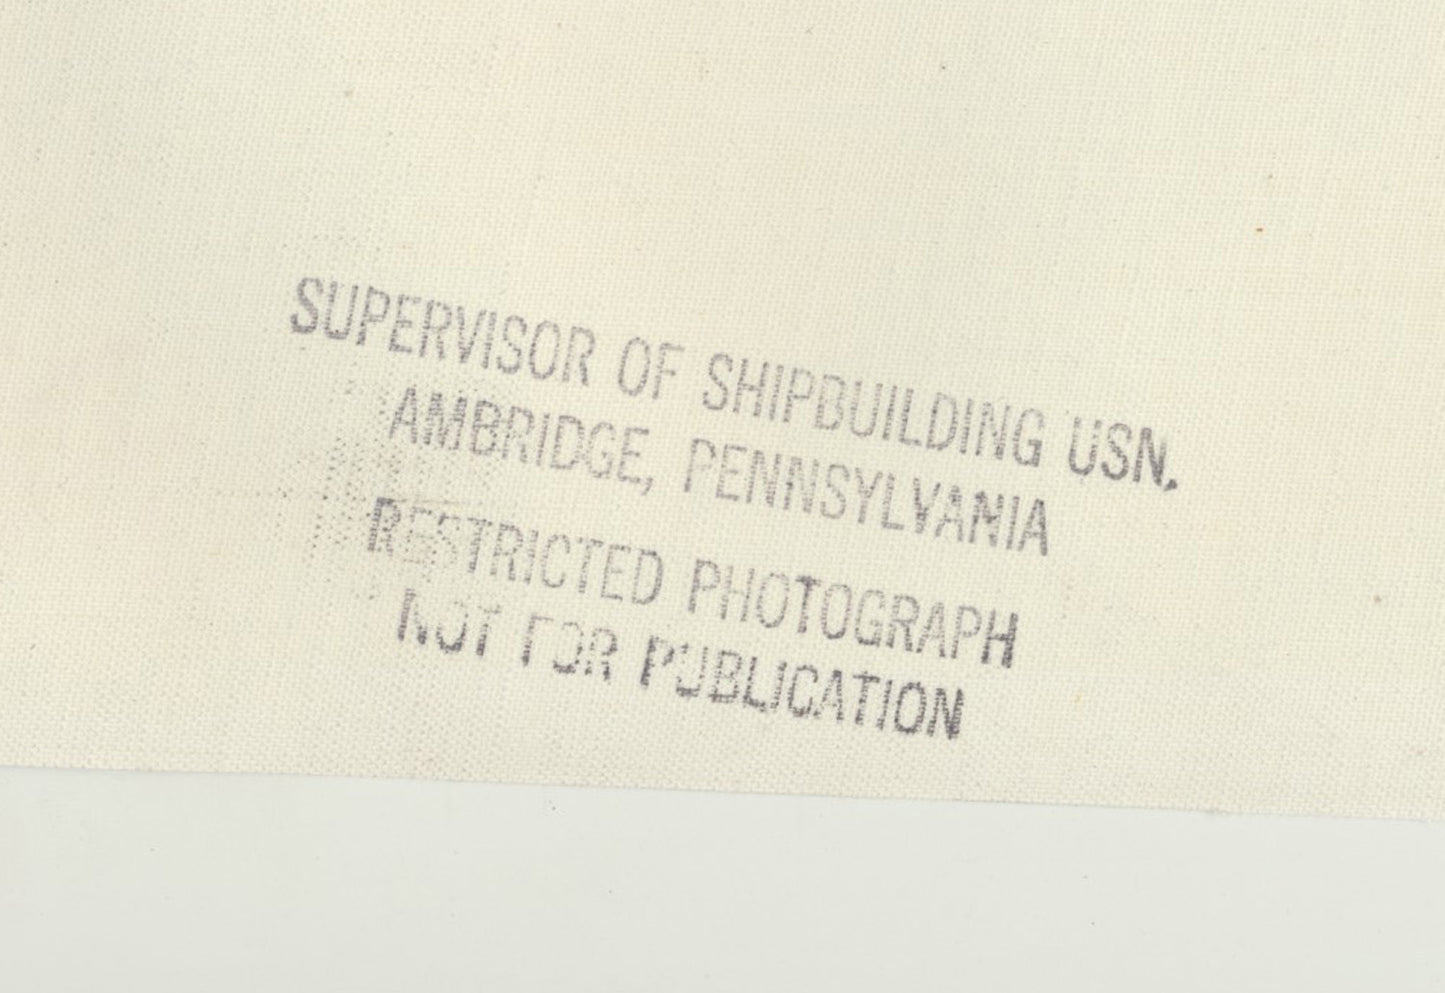 SUPERVISOR OF SHIPBUILDING USN.
AMBRIDGE, PENNSYLVANIA
RESTRICTED PHOTOGRAPH
NOT FOR PUBLICATION